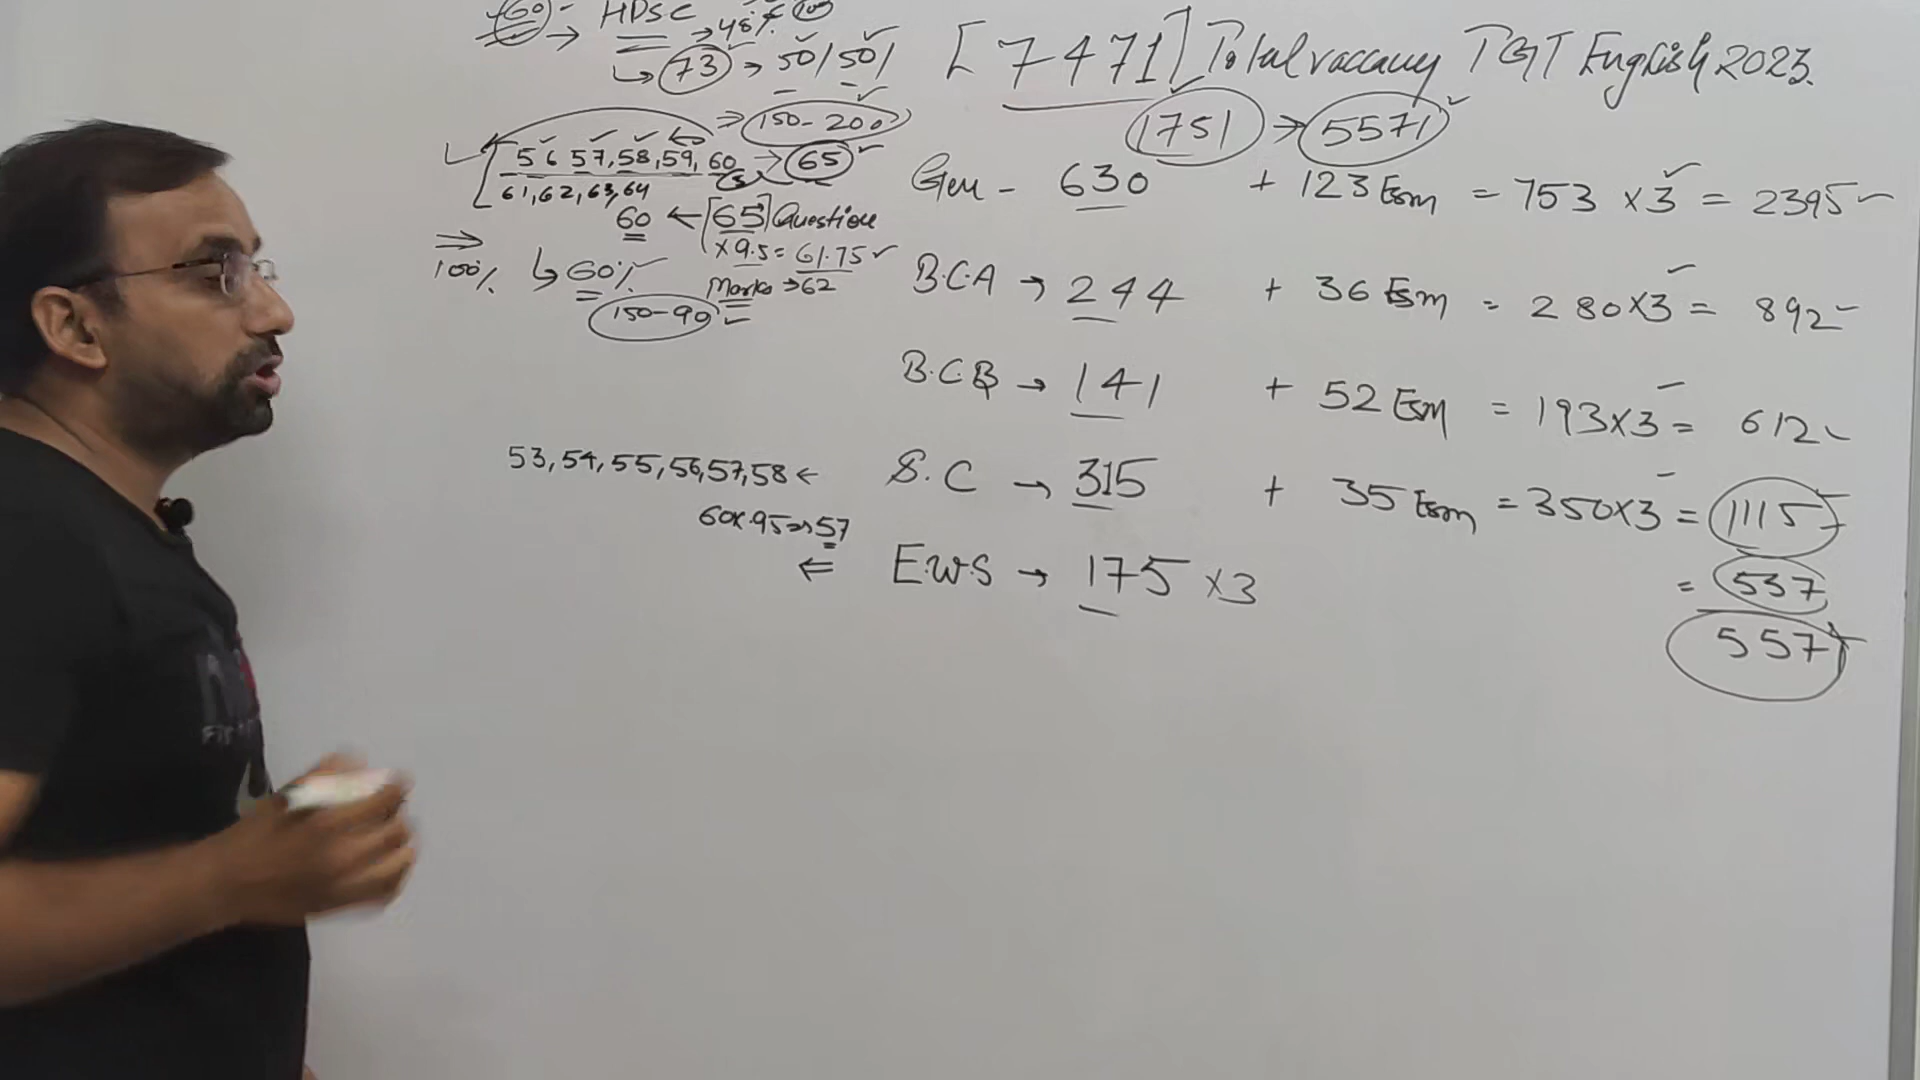 60 -
→ HDSC → 48%
↳ 73 → 50/50/
[7471] Total vacancy TGT English 2023.
1751 → 5571
⇒ 150-200
56 57, 58, 59, 60 → 65
61, 62, 63, 64
60 ← [65] Question
× 9.5 = 61.75
Marks → 62
⇒
100% ↳ 60%
150-90
Gen - 630 + 123 Esm = 753 × 3 = 2395
B.C.A → 244 + 36 Esm = 280×3 = 892
B.C.B → 141 + 52 Esm = 193×3 = 612
53, 54, 55, 56, 57, 58 ← S.C → 315 + 35 Esm = 350×3 = 1115
60×.95⇒57
⇐ E.W.S → 175 ×3 = 557
5571